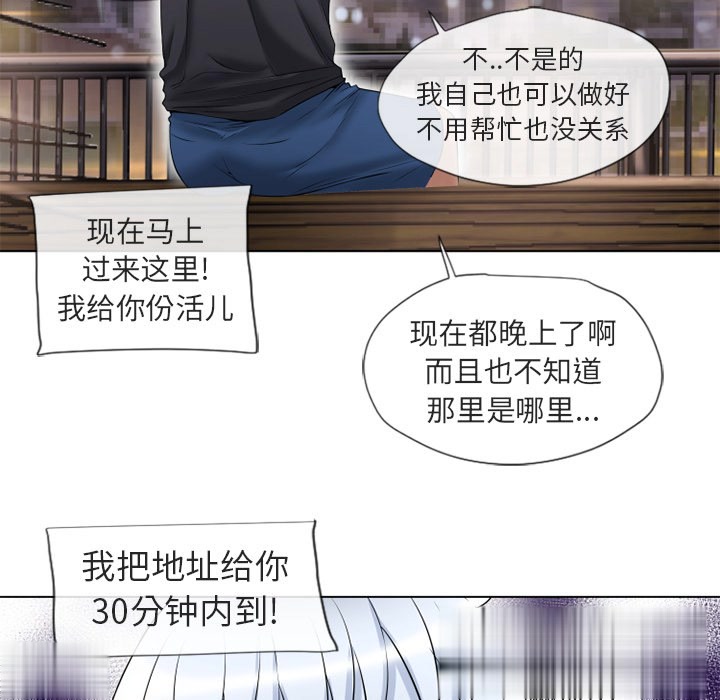 不..不是的
我自己也可以做好
不用帮忙也没关系
现在马上
过来这里!
我给你份活儿
现在都晚上了啊
而且也不知道
那里是哪里...
我把地址给你
30分钟内到!